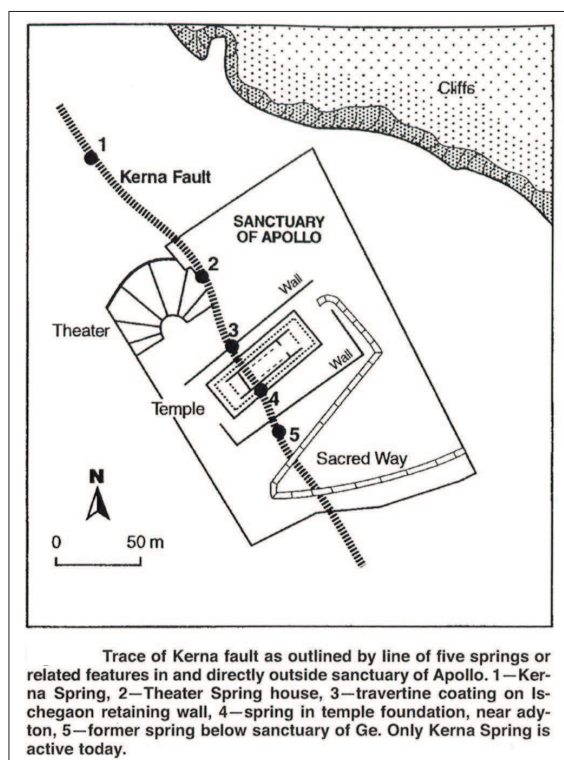 Cliffs
1
Kerna Fault
SANCTUARY
OF APOLLO
2
Wall
Theater
3
Wall
Temple
4
5
Sacred Way
N
0 50 m
Trace of Kerna fault as outlined by line of five springs or
related features in and directly outside sanctuary of Apollo. 1—Ker-
na Spring, 2—Theater Spring house, 3—travertine coating on Is-
chegaon retaining wall, 4—spring in temple foundation, near ady-
ton, 5—former spring below sanctuary of Ge. Only Kerna Spring is
active today.